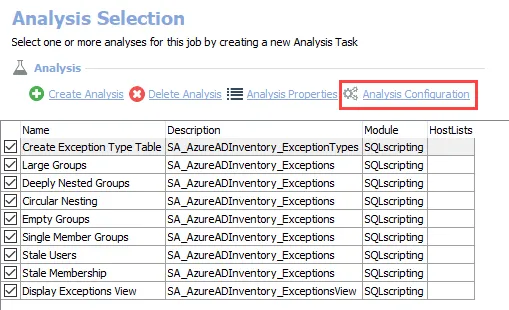 Analysis Selection
Select one or more analyses for this job by creating a new Analysis Task
Analysis
Create Analysis Delete Analysis Analysis Properties Analysis Configuration
Name Description Module HostLists
Create Exception Type Table SA_AzureADInventory_ExceptionTypes SQLscripting
Large Groups SA_AzureADInventory_Exceptions SQLscripting
Deeply Nested Groups SA_AzureADInventory_Exceptions SQLscripting
Circular Nesting SA_AzureADInventory_Exceptions SQLscripting
Empty Groups SA_AzureADInventory_Exceptions SQLscripting
Single Member Groups SA_AzureADInventory_Exceptions SQLscripting
Stale Users SA_AzureADInventory_Exceptions SQLscripting
Stale Membership SA_AzureADInventory_Exceptions SQLscripting
Display Exceptions View SA_AzureADInventory_ExceptionsView SQLscripting